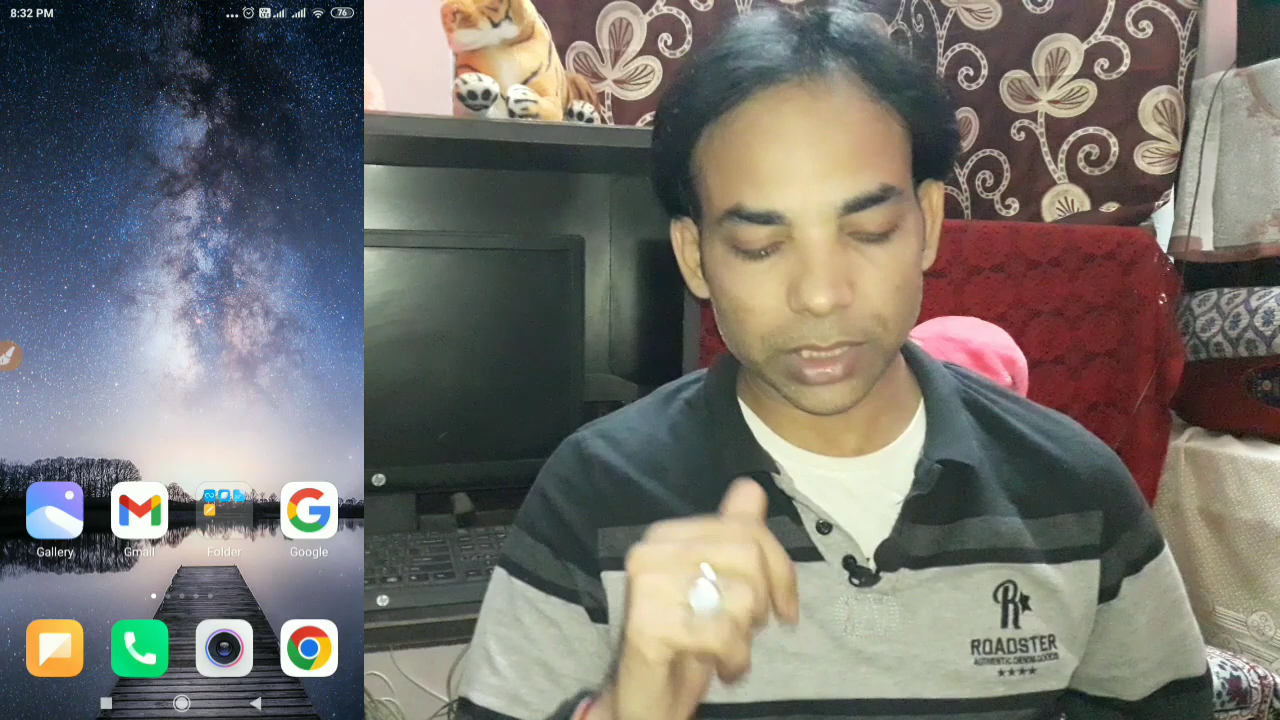 8:32 PM
76
Gallery
Gmail
Folder
Google
ROADSTER
AUTHENTIC DENIM GOODS